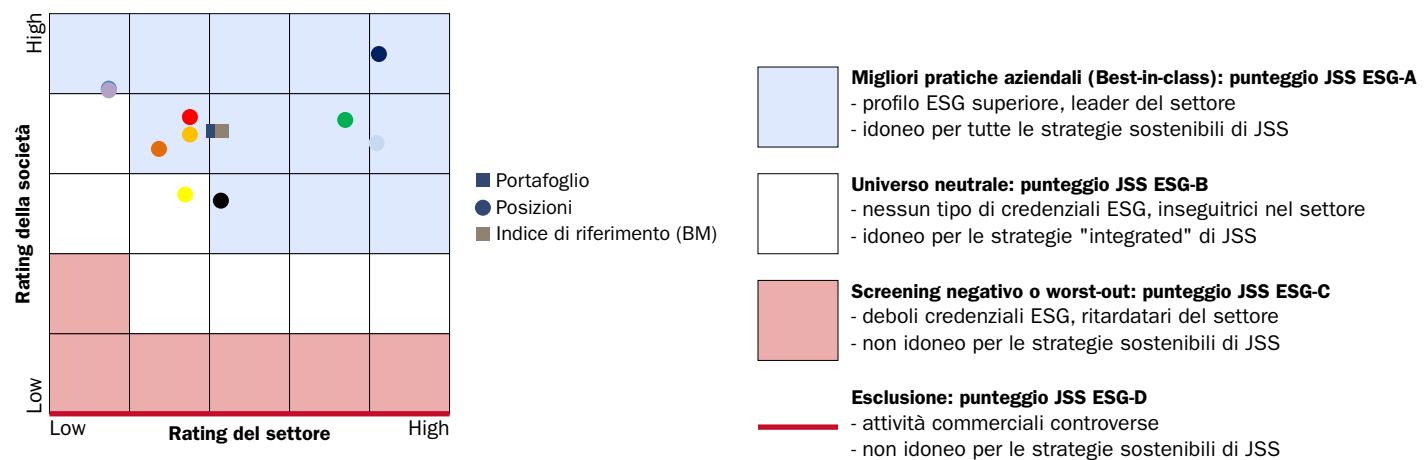 High
Rating della società
Low
Low
Rating del settore
High
Portafoglio
Posizioni
Indice di riferimento (BM)
Migliori pratiche aziendali (Best-in-class): punteggio JSS ESG-A
- profilo ESG superiore, leader del settore
- idoneo per tutte le strategie sostenibili di JSS
Universo neutrale: punteggio JSS ESG-B
- nessun tipo di credenziali ESG, inseguitrici nel settore
- idoneo per le strategie "integrated" di JSS
Screening negativo o worst-out: punteggio JSS ESG-C
- deboli credenziali ESG, ritardatari del settore
- non idoneo per le strategie sostenibili di JSS
Esclusione: punteggio JSS ESG-D
- attività commerciali controverse
- non idoneo per le strategie sostenibili di JSS